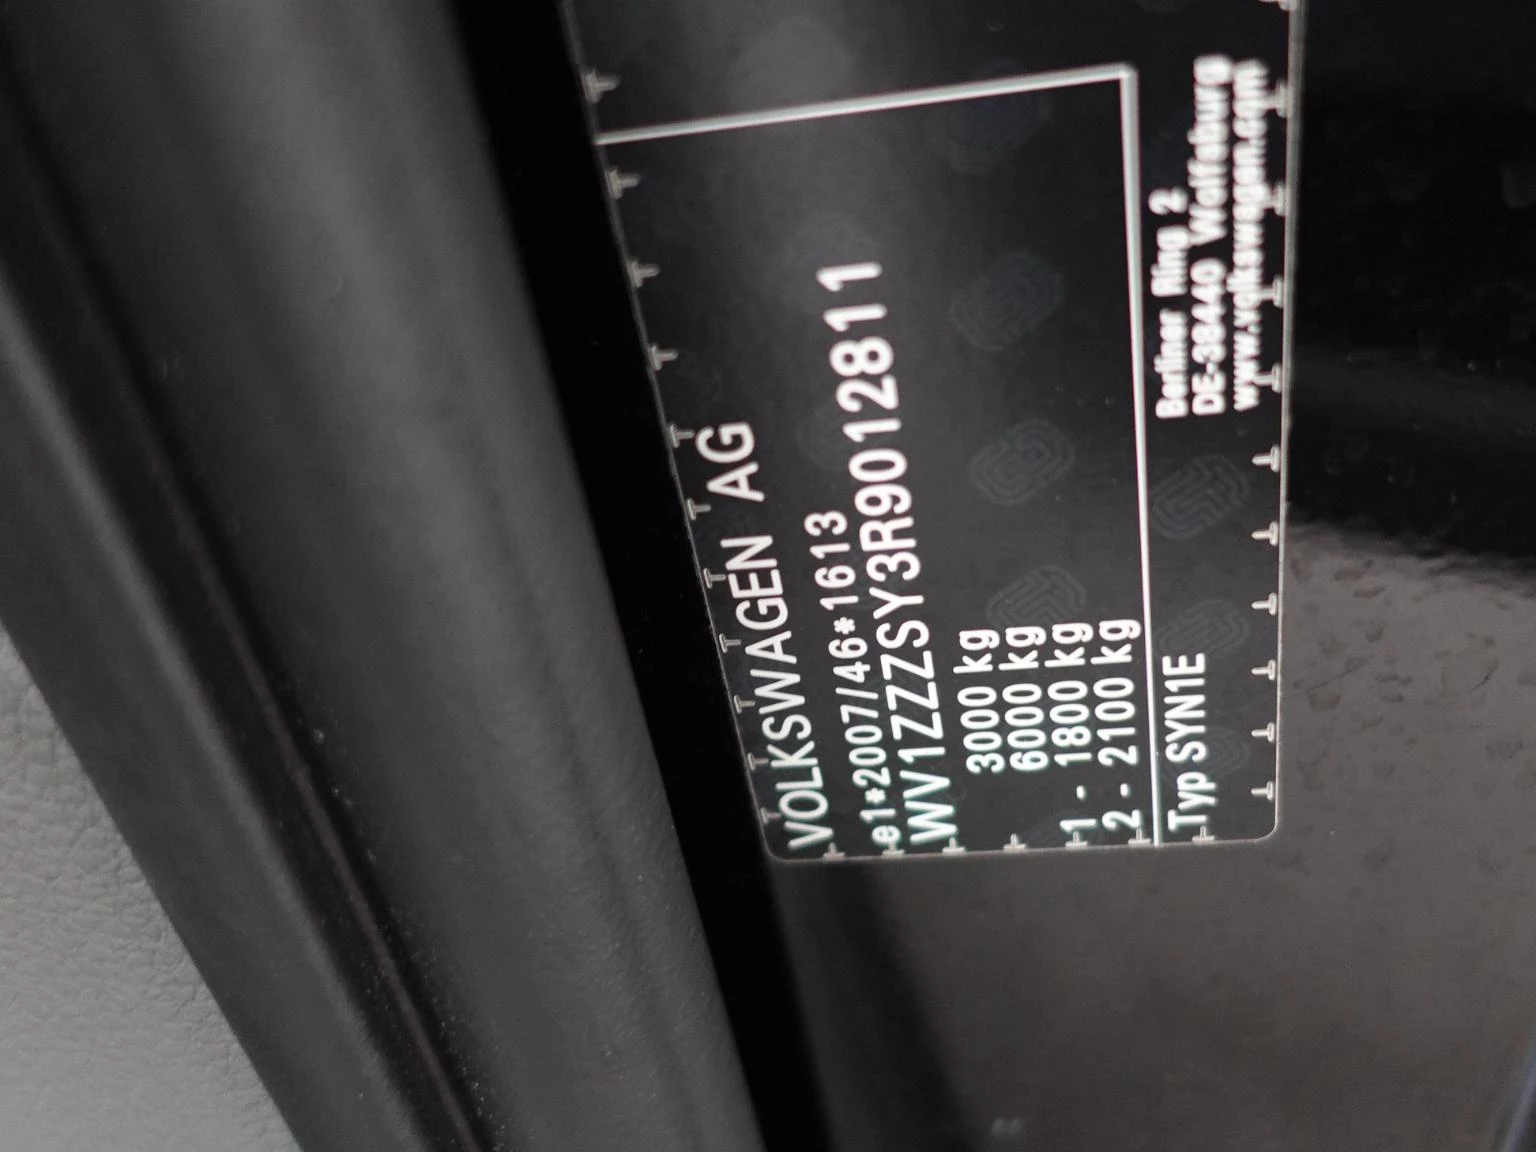 VOLKSWAGEN AG
e1*2007/46*1613
WV1ZZZSY3R9012811
3000 kg
6000 kg
1 - 1800 kg
2 - 2100 kg
Typ SYN1E
Berliner Ring 2
DE-38440 Wolfsburg
www.volkswagen.com